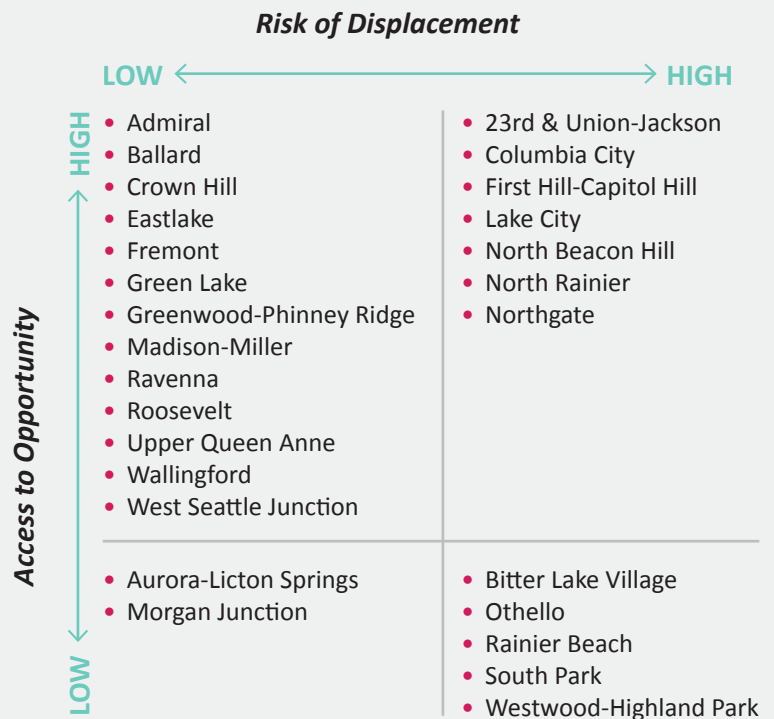 Risk of Displacement
LOW
HIGH
Access to Opportunity
HIGH
LOW
• Admiral
• Ballard
• Crown Hill
• Eastlake
• Fremont
• Green Lake
• Greenwood-Phinney Ridge
• Madison-Miller
• Ravenna
• Roosevelt
• Upper Queen Anne
• Wallingford
• West Seattle Junction
• 23rd & Union-Jackson
• Columbia City
• First Hill-Capitol Hill
• Lake City
• North Beacon Hill
• North Rainier
• Northgate
• Aurora-Licton Springs
• Morgan Junction
• Bitter Lake Village
• Othello
• Rainier Beach
• South Park
• Westwood-Highland Park